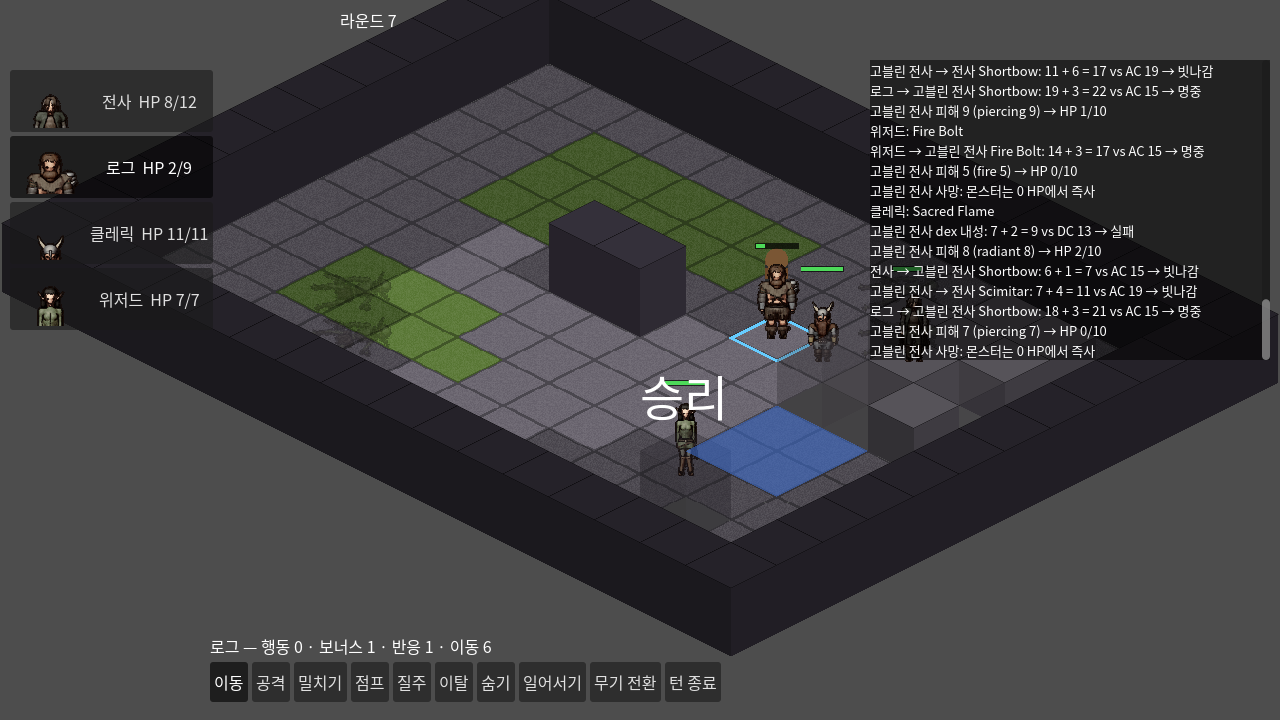 라운드 7
전사 HP 8/12
로그 HP 2/9
클레릭 HP 11/11
위저드 HP 7/7
고블린 전사 → 전사 Shortbow: 11 + 6 = 17 vs AC 19 → 빗나감
로그 → 고블린 전사 Shortbow: 19 + 3 = 22 vs AC 15 → 명중
고블린 전사 피해 9 (piercing 9) → HP 1/10
위저드: Fire Bolt
위저드 → 고블린 전사 Fire Bolt: 14 + 3 = 17 vs AC 15 → 명중
고블린 전사 피해 5 (fire 5) → HP 0/10
고블린 전사 사망: 몬스터는 0 HP에서 즉사
클레릭: Sacred Flame
고블린 전사 dex 내성: 7 + 2 = 9 vs DC 13 → 실패
고블린 전사 피해 8 (radiant 8) → HP 2/10
전사 → 고블린 전사 Shortbow: 6 + 1 = 7 vs AC 15 → 빗나감
고블린 전사 → 전사 Scimitar: 7 + 4 = 11 vs AC 19 → 빗나감
로그 → 고블린 전사 Shortbow: 18 + 3 = 21 vs AC 15 → 명중
고블린 전사 피해 7 (piercing 7) → HP 0/10
고블린 전사 사망: 몬스터는 0 HP에서 즉사
승리
로그 — 행동 0 · 보너스 1 · 반응 1 · 이동 6
이동 공격 밀치기 점프 질주 이탈 숨기 일어서기 무기 전환 턴 종료